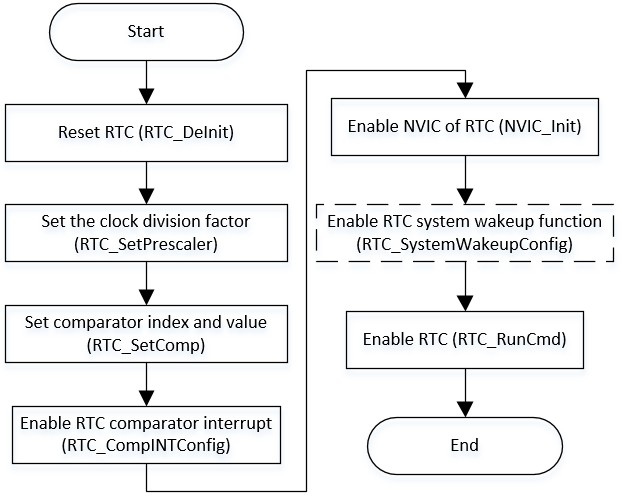 Start
Reset RTC (RTC_DeInit)
Set the clock division factor
(RTC_SetPrescaler)
Set comparator index and value
(RTC_SetComp)
Enable RTC comparator interrupt
(RTC_CompINTConfig)
Enable NVIC of RTC (NVIC_Init)
Enable RTC system wakeup function
(RTC_SystemWakeupConfig)
Enable RTC (RTC_RunCmd)
End